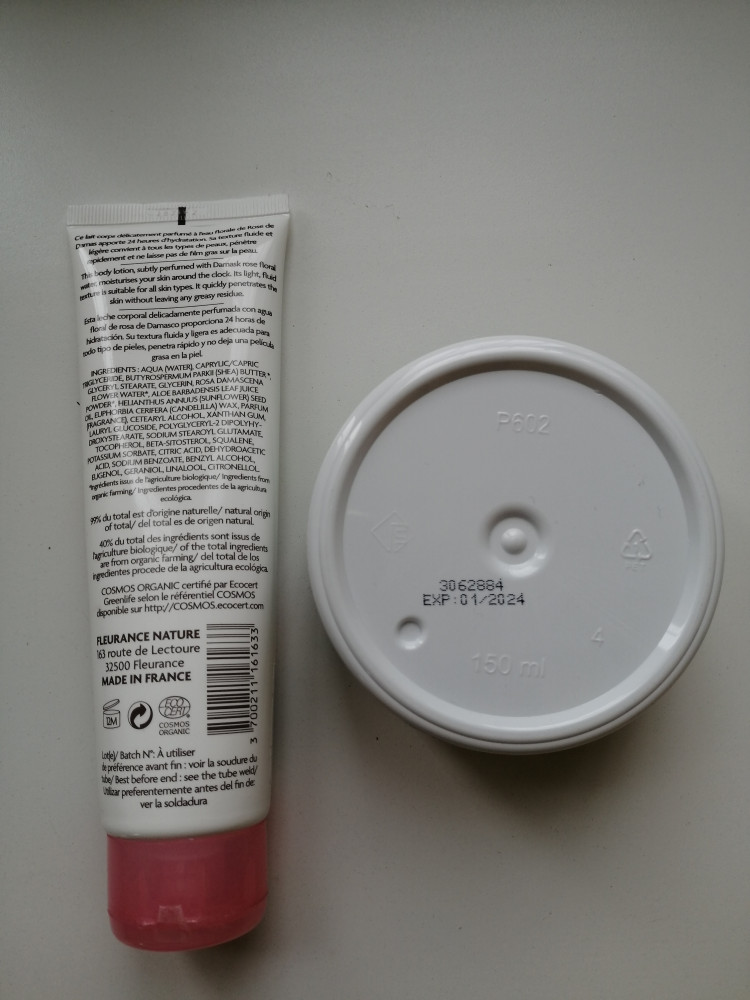 Ce lait corps délicatement parfumé à l'eau florale de Rose de
Damas apporte 24 heures d'hydratation. Sa texture fluide et
légère convient à tous les types de peaux, pénètre
rapidement et ne laisse pas de film gras sur la peau.
This body lotion, subtly perfumed with Damask rose floral
water, moisturises your skin around the clock. Its light, fluid
texture is suitable for all skin types. It quickly penetrates the
skin without leaving any greasy residue.
Esta leche corporal delicadamente perfumada con agua
floral de rosa de Damasco proporciona 24 horas de
hidratación. Su textura fluida y ligera es adecuada para
todo tipo de pieles, penetra rápido y no deja una película
grasa en la piel.
INGREDIENTS : AQUA (WATER), CAPRYLIC/CAPRIC
TRIGLYCERIDE, BUTYROSPERMUM PARKII (SHEA) BUTTER*,
GLYCERYL STEARATE, GLYCERIN, ROSA DAMASCENA
FLOWER WATER*, ALOE BARBADENSIS LEAF JUICE
POWDER*, HELIANTHUS ANNUUS (SUNFLOWER) SEED
OIL, EUPHORBIA CERIFERA (CANDELILLA) WAX, PARFUM
(FRAGRANCE), CETEARYL ALCOHOL, XANTHAN GUM,
LAURYL GLUCOSIDE, POLYGLYCERYL-2 DIPOLYHY-
DROXYSTEARATE, SODIUM STEAROYL GLUTAMATE,
TOCOPHEROL, BETA-SITOSTEROL, SQUALENE,
POTASSIUM SORBATE, CITRIC ACID, DEHYDROACETIC
ACID, SODIUM BENZOATE, BENZYL ALCOHOL,
EUGENOL, GERANIOL, LINALOOL, CITRONELLOL.
*Ingrédients issus de l'agriculture biologique/ Ingredients from
organic farming/ Ingredientes procedentes de la agricultura
ecológica.
99% du total est d'origine naturelle/ natural origin
of total/ del total es de origen natural.
40% du total des ingrédients sont issus de
l'agriculture biologique/ of the total ingredients
are from organic farming/ del total de los
ingredientes procede de la agricultura ecológica.
COSMOS ORGANIC certifié par Ecocert
Greenlife selon le référentiel COSMOS
disponible sur http://COSMOS.ecocert.com
FLEURANCE NATURE
163 route de Lectoure
32500 Fleurance
MADE IN FRANCE
3 700211 161633
12M
ECO
CERT
COSMOS
ORGANIC
Lot(e)/ Batch N°: À utiliser
de préférence avant fin : voir la soudure du
tube/ Best before end : see the tube weld/
Utilizar preferentemente antes del fin de:
ver la soldadura
P602
3062884
EXP:01/2024
4
150 ml